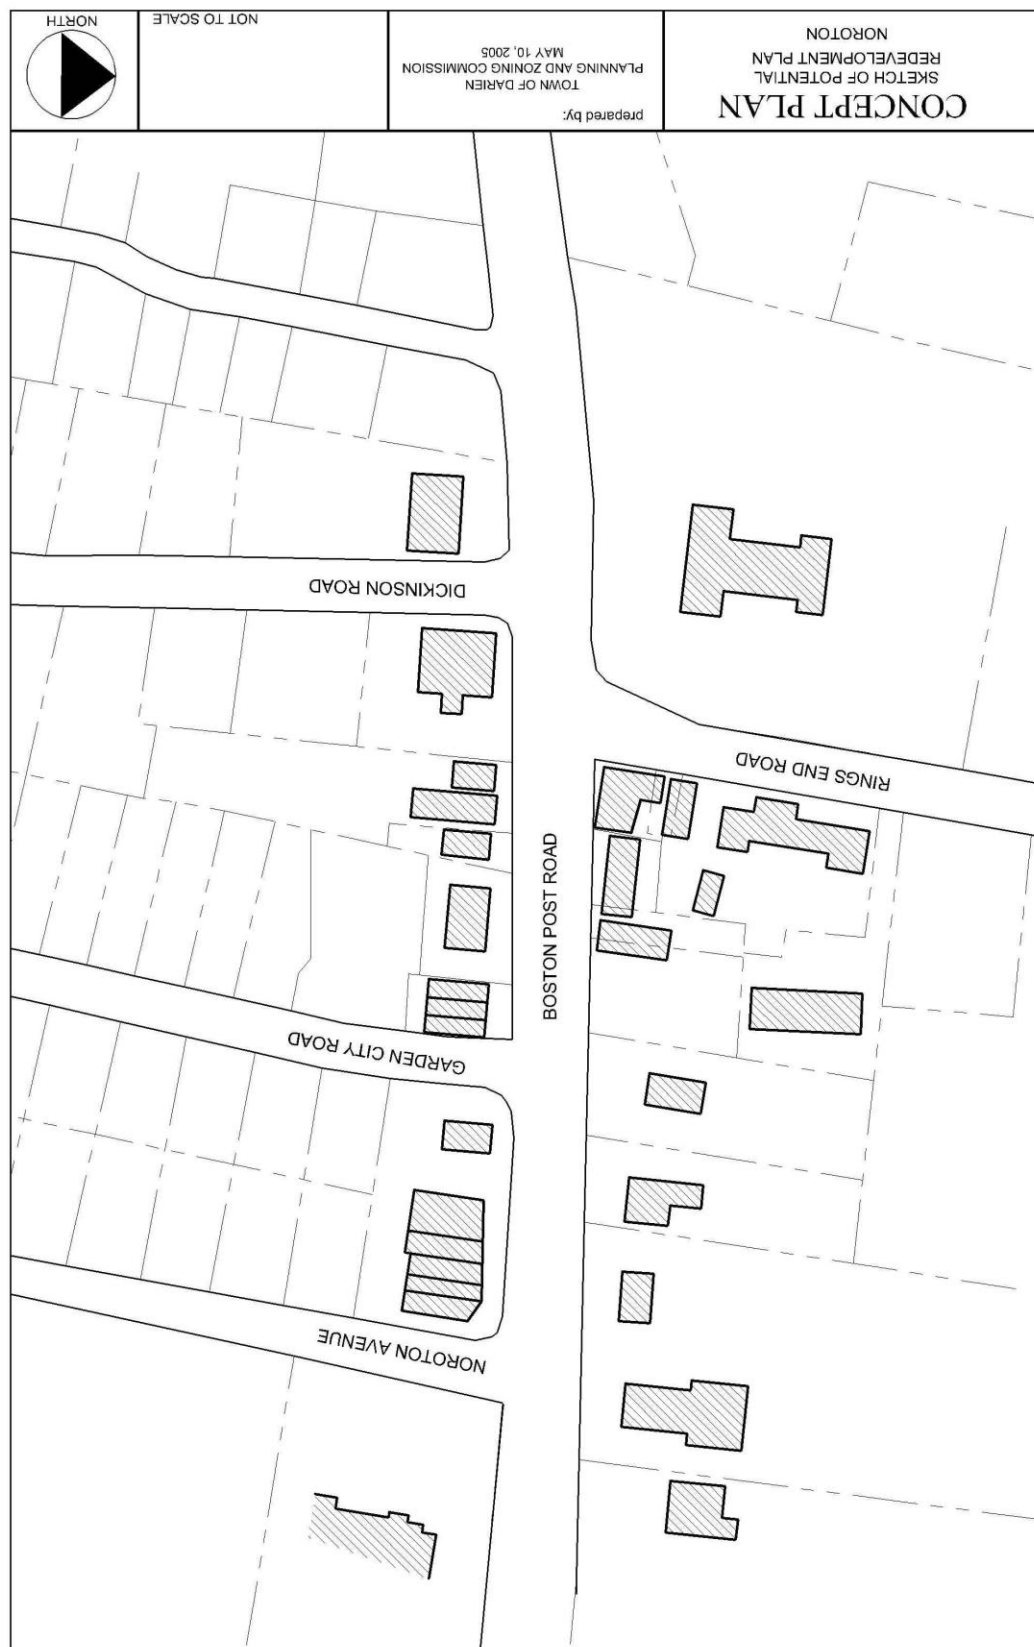 CONCEPT PLAN
SKETCH OF POTENTIAL
REDEVELOPMENT PLAN
NOROTON
prepared by:
TOWN OF DARIEN
PLANNING AND ZONING COMMISSION
MAY 10, 2005
NOT TO SCALE
NORTH
DICKINSON ROAD
RINGS END ROAD
BOSTON POST ROAD
GARDEN CITY ROAD
NOROTON AVENUE